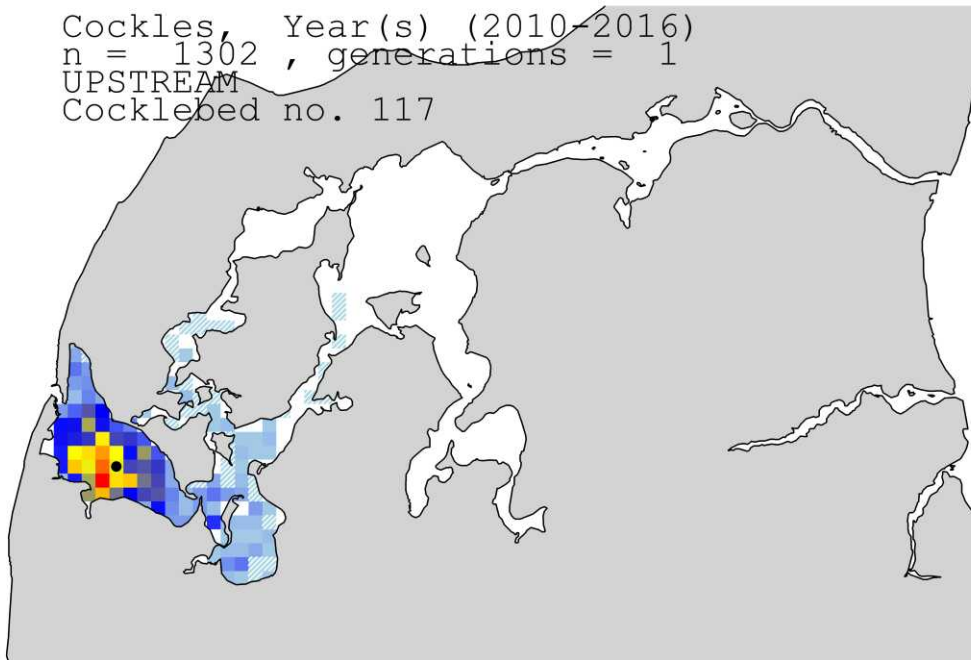 Cockles, Year(s) (2010-2016)
n = 1302 , generations = 1
UPSTREAM
Cocklebed no. 117